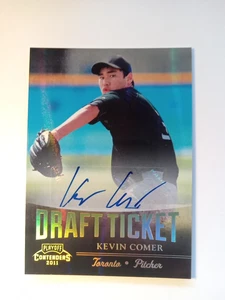 DRAFT TICKET
KEVIN COMER
PLAYOFF
CONTENDERS
2011
Toronto • Pitcher